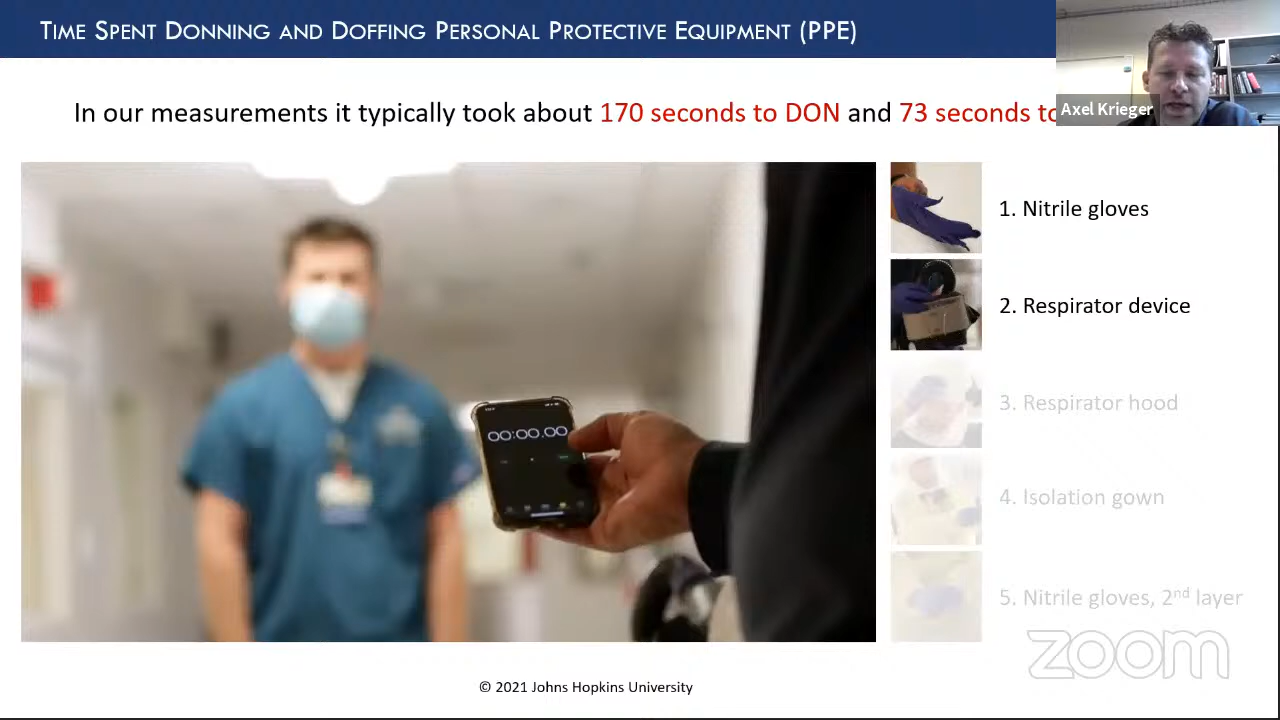 TIME SPENT DONNING AND DOFFING PERSONAL PROTECTIVE EQUIPMENT (PPE)
Axel Krieger
In our measurements it typically took about 170 seconds to DON and 73 seconds to
1. Nitrile gloves
2. Respirator device
3. Respirator hood
00:00.00
4. Isolation gown
5. Nitrile gloves, 2nd layer
zoom
© 2021 Johns Hopkins University